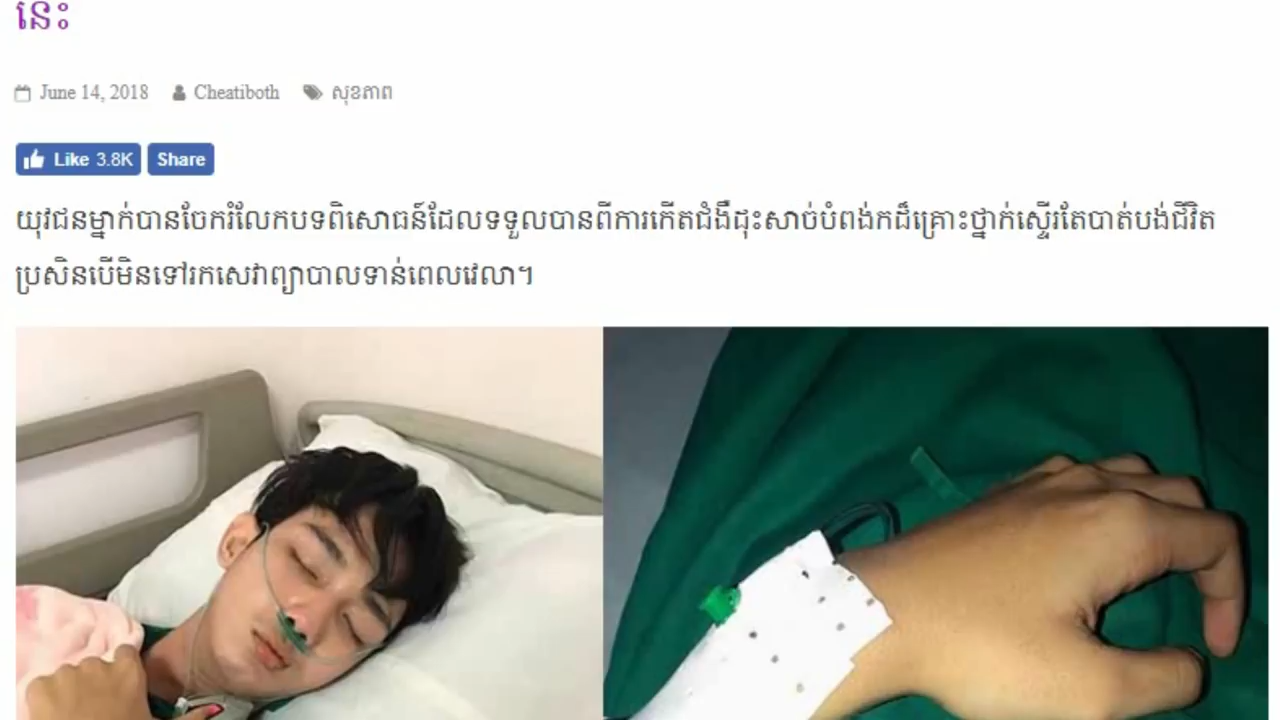 នេះ
June 14, 2018 Cheatiboth សុខភាព
Like 3.8K Share
យុវជនម្នាក់បានចែករំលែកបទពិសោធន៍ដែលទទួលបានពីការកើតជំងឺដុះសាច់បំពង់កដ៏គ្រោះថ្នាក់ស្ទើរតែបាត់បង់ជីវិត
ប្រសិនបើមិនទៅរកសេវាព្យាបាលទាន់ពេលវេលា។